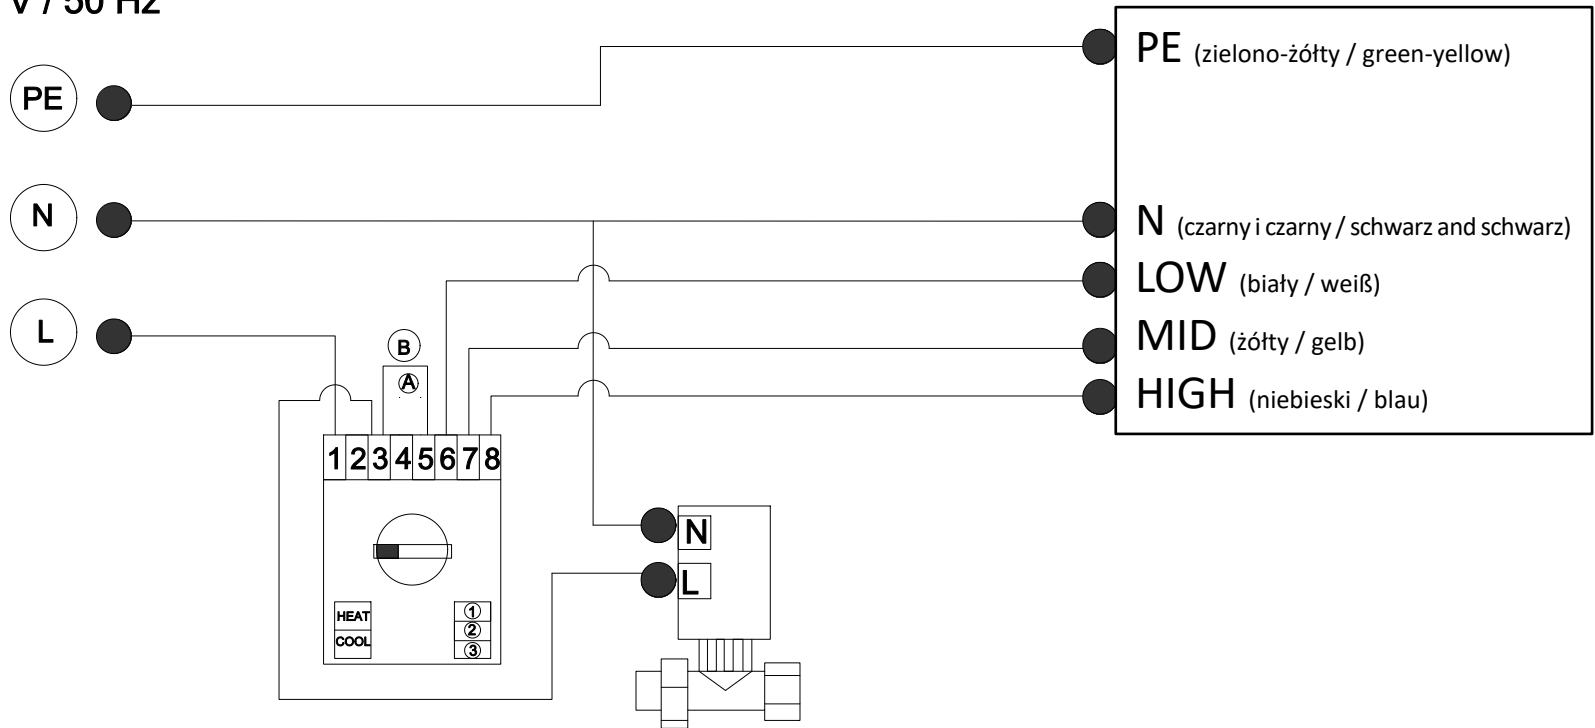 V / 50 Hz
PE
PE (zielono-żółty / green-yellow)
N
N (czarny i czarny / schwarz and schwarz)
LOW (biały / weiß)
L
B
MID (żółty / gelb)
A
HIGH (niebieski / blau)
1 2 3 4 5 6 7 8
N
L
HEAT
COOL
1
2
3